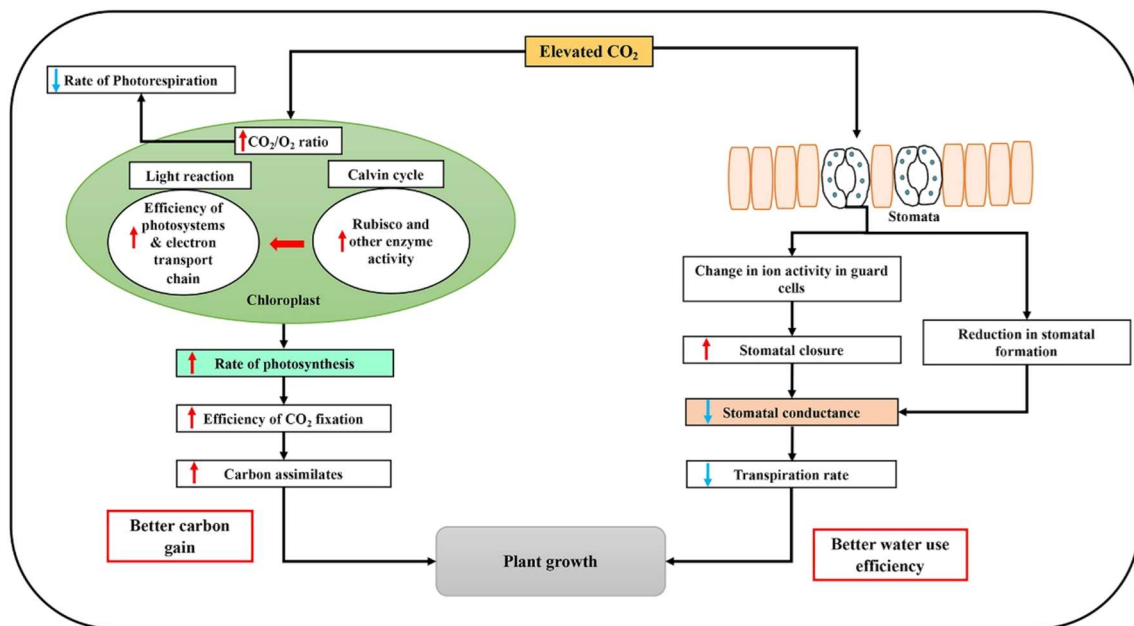 Elevated CO₂
Rate of Photorespiration
CO₂/O₂ ratio
Light reaction
Calvin cycle
Efficiency of
photosystems
& electron
transport
chain
Rubisco and
other enzyme
activity
Chloroplast
Rate of photosynthesis
Efficiency of CO₂ fixation
Carbon assimilates
Better carbon
gain
Stomata
Change in ion activity in guard
cells
Stomatal closure
Reduction in stomatal
formation
Stomatal conductance
Transpiration rate
Better water use
efficiency
Plant growth